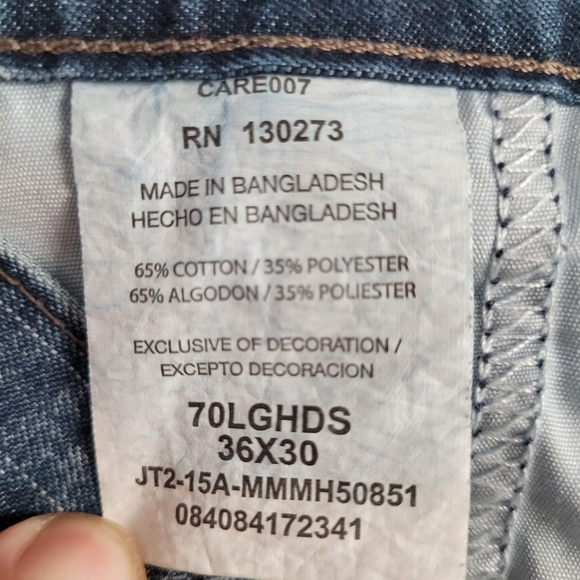 CARE007
RN 130273
MADE IN BANGLADESH
HECHO EN BANGLADESH
65% COTTON / 35% POLYESTER
65% ALGODON / 35% POLIESTER
EXCLUSIVE OF DECORATION /
EXCEPTO DECORACION
70LGHDS
36X30
JT2-15A-MMMH50851
084084172341